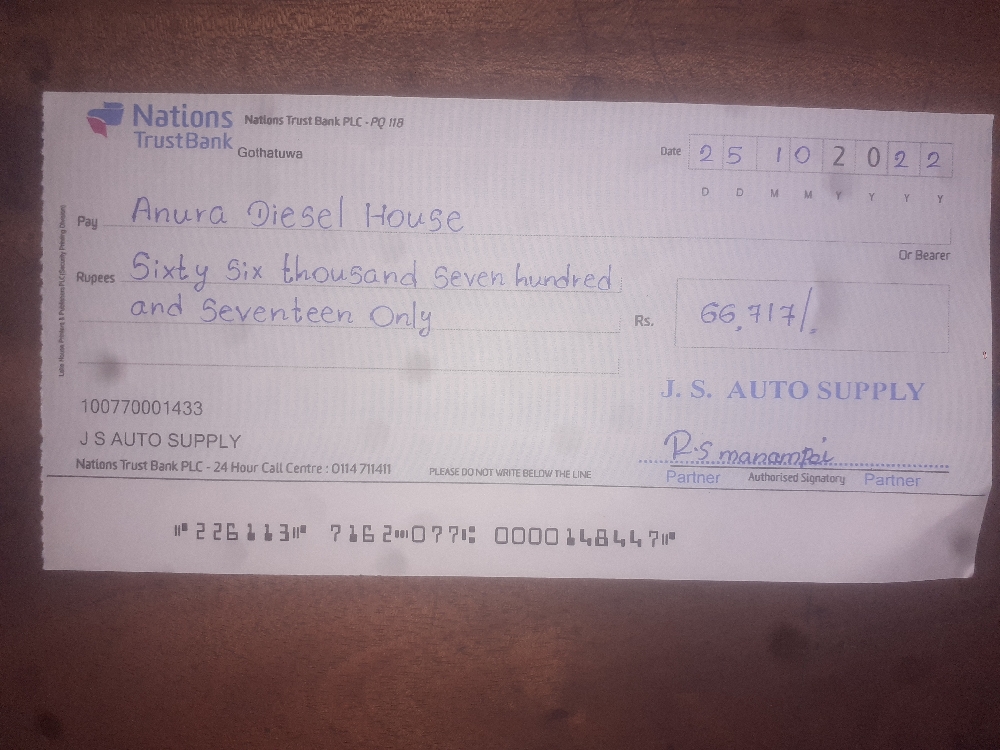 Nations
TrustBank
Nations Trust Bank PLC - PQ 118
Gothatuwa
Date 2 5 1 0 2 0 2 2
D D M M Y Y Y Y
Pay Anura Diesel House
Or Bearer
Rupees Sixty Six thousand Seven hundred
and Seventeen Only
Rs. 66,717/.
J. S. AUTO SUPPLY
100770001433
J S AUTO SUPPLY
Nations Trust Bank PLC - 24 Hour Call Centre : 0114 711411
PLEASE DO NOT WRITE BELOW THE LINE
Partner Authorised Signatory Partner
⑈226113⑈ 7162⑉077⑆ 0000148447⑈